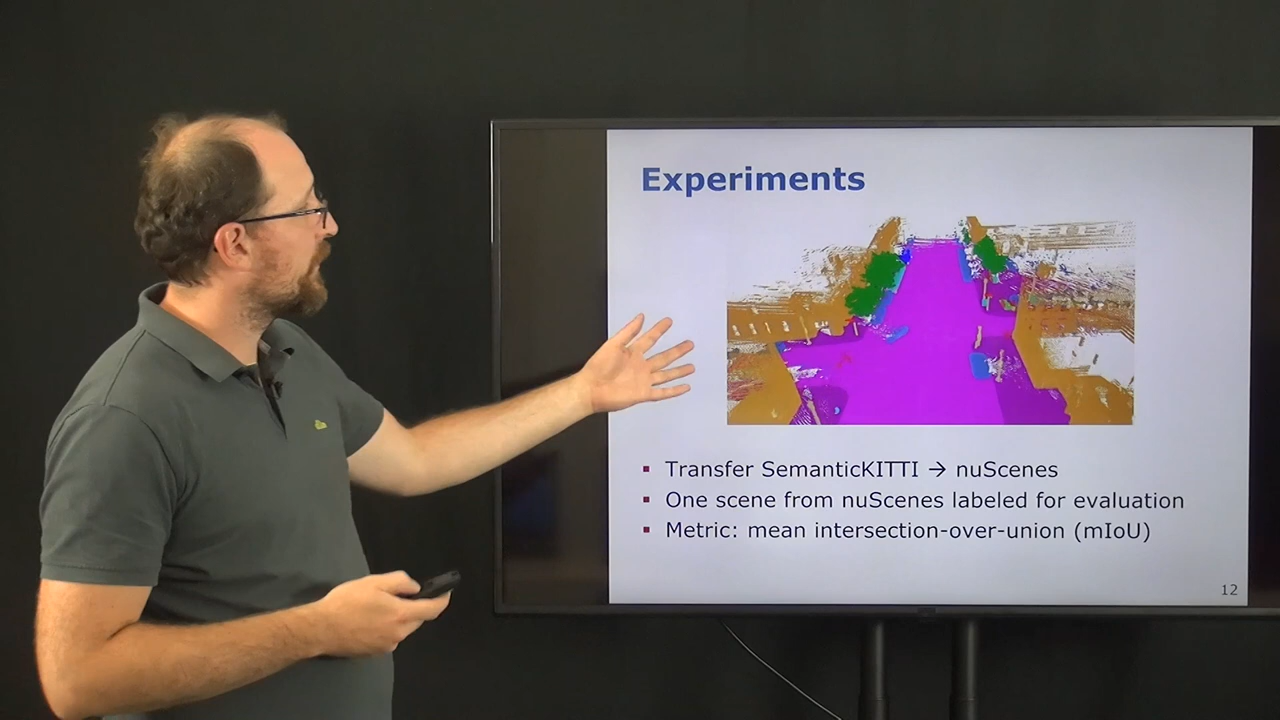 Experiments
▪ Transfer SemanticKITTI → nuScenes
▪ One scene from nuScenes labeled for evaluation
▪ Metric: mean intersection-over-union (mIoU)
12